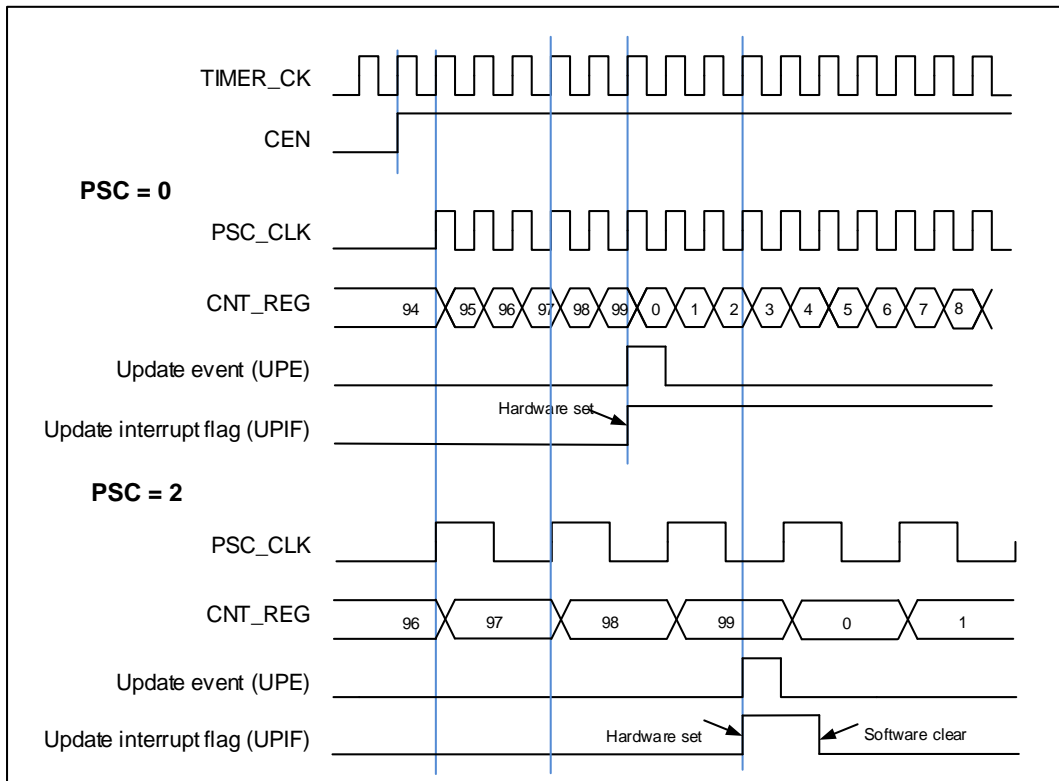 TIMER_CK
CEN
PSC = 0
PSC_CLK
CNT_REG 94 95 96 97 98 99 0 1 2 3 4 5 6 7 8
Update event (UPE)
Hardware set
Update interrupt flag (UPIF)
PSC = 2
PSC_CLK
CNT_REG 96 97 98 99 0 1
Update event (UPE)
Update interrupt flag (UPIF) Hardware set Software clear